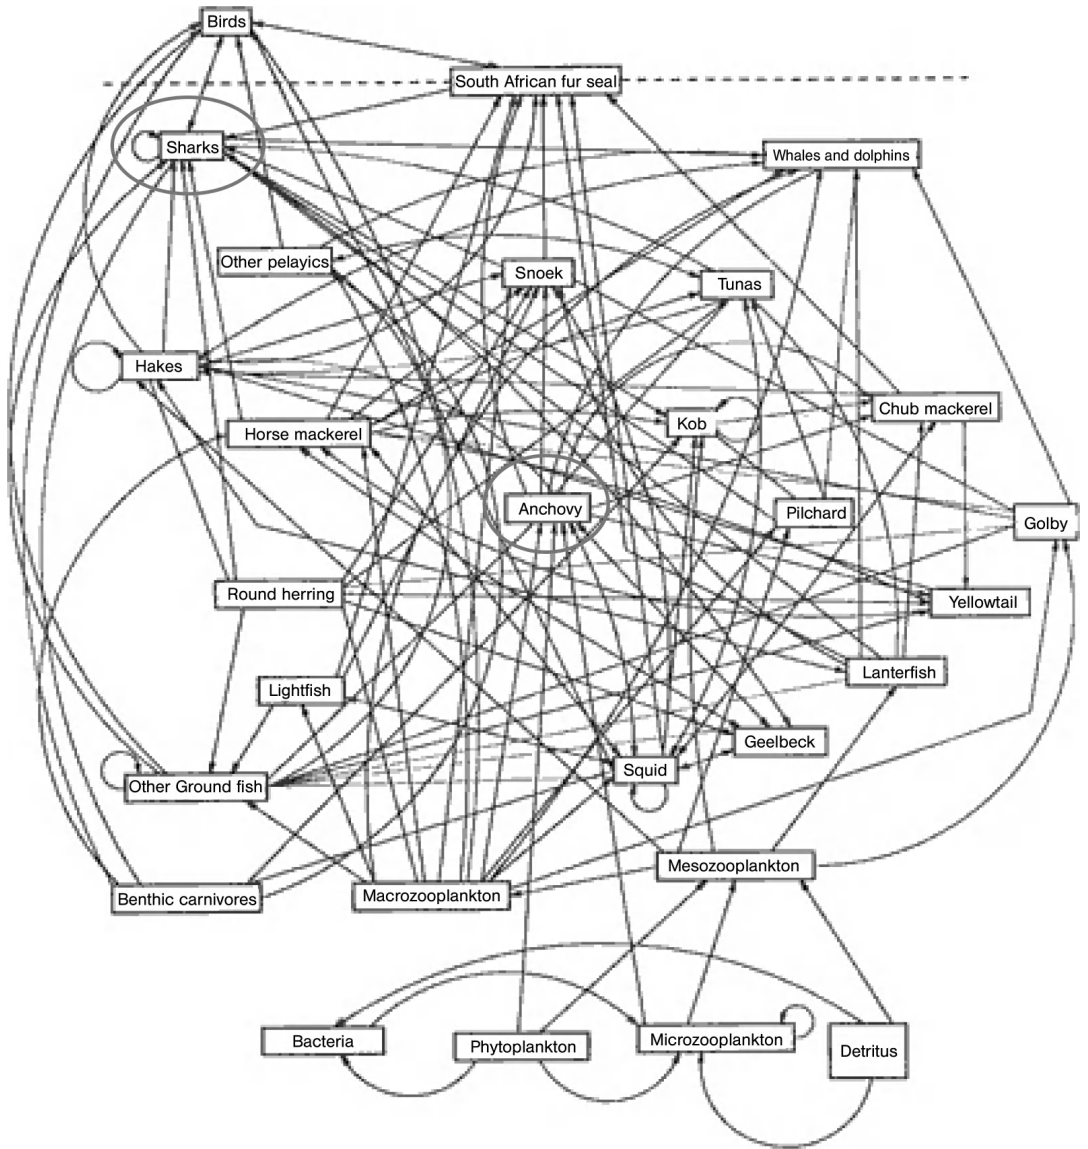 Birds
South African fur seal
Sharks
Whales and dolphins
Other pelayics
Snoek
Tunas
Hakes
Chub mackerel
Kob
Horse mackerel
Anchovy
Pilchard
Golby
Round herring
Yellowtail
Lanterfish
Lightfish
Geelbeck
Squid
Other Ground fish
Mesozooplankton
Macrozooplankton
Benthic carnivores
Bacteria
Phytoplankton
Microzooplankton
Detritus